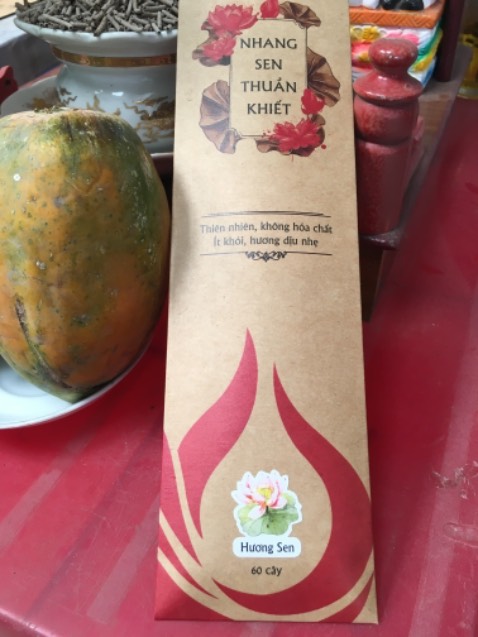 NHANG
SEN
THUẦN
KHIẾT
Thiên nhiên, không hóa chất
Ít khói, hương dịu nhẹ
Hương Sen
60 cây